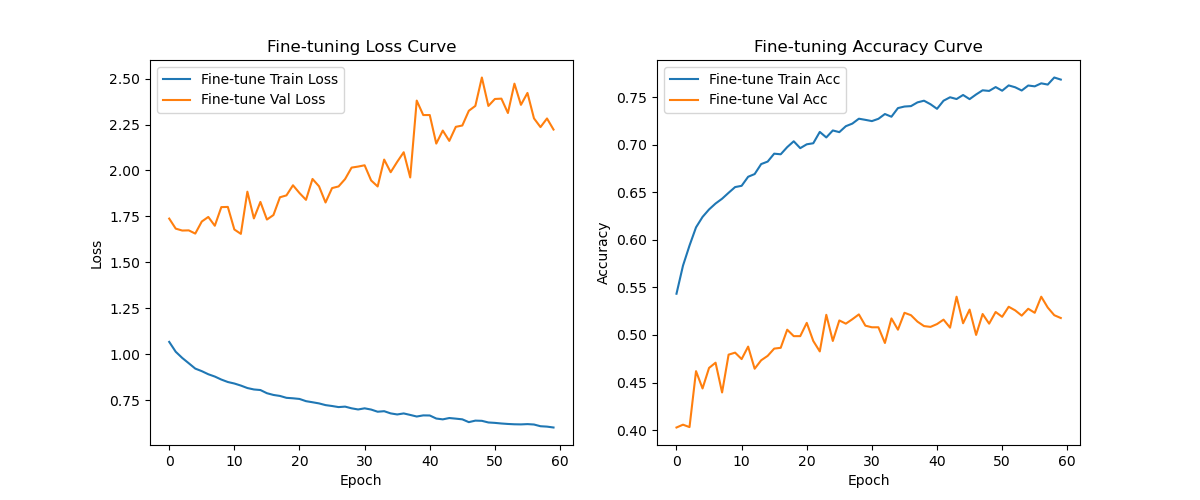 Fine-tuning Loss Curve
Fine-tune Train Loss
Fine-tune Val Loss
2.50
2.25
2.00
1.75
1.50
1.25
1.00
0.75
Loss
0 10 20 30 40 50 60
Epoch
Fine-tuning Accuracy Curve
Fine-tune Train Acc
Fine-tune Val Acc
0.75
0.70
0.65
0.60
0.55
0.50
0.45
0.40
Accuracy
0 10 20 30 40 50 60
Epoch